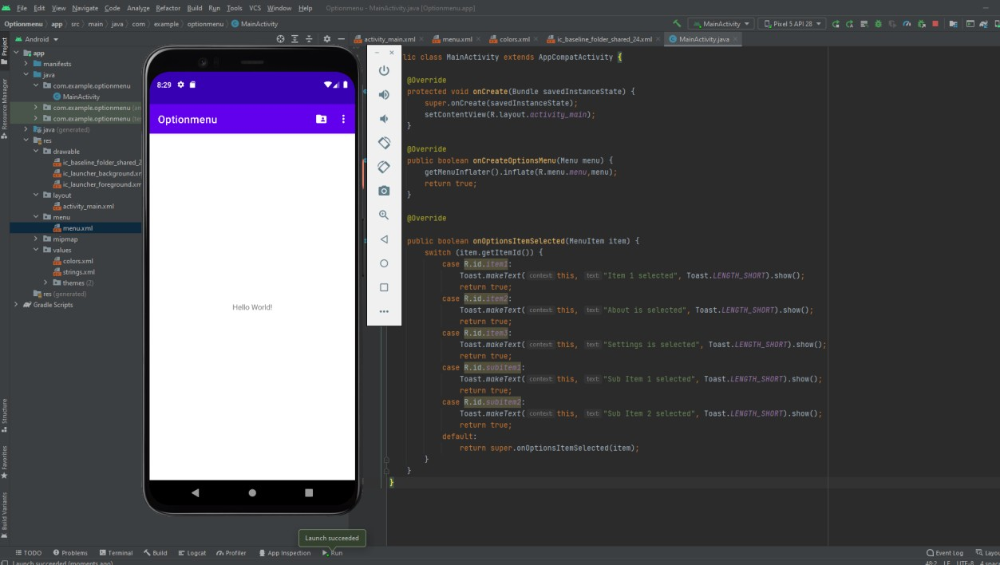 File Edit View Navigate Code Analyze Refactor Build Run Tools VCS Window Help Optionmenu - MainActivity.java [Optionmenu.app]
Optionmenu app src main java com example optionmenu MainActivity MainActivity Pixel 5 API 28
Android activity_main.xml menu.xml colors.xml ic_baseline_folder_shared_24.xml MainActivity.java
Project
Resource Manager
Structure
Favorites
Build Variants
app
manifests
java
com.example.optionmenu
MainActivity
com.example.optionmenu
com.example.optionmenu
java (generated)
res
drawable
ic_baseline_folder_shared_2
ic_launcher_background.xm
ic_launcher_foreground.xm
layout
activity_main.xml
menu
menu.xml
mipmap
values
colors.xml
strings.xml
themes (2)
res (generated)
Gradle Scripts
8:29
Optionmenu
Hello World!
lic class MainActivity extends AppCompatActivity {
@Override
protected void onCreate(Bundle savedInstanceState) {
super.onCreate(savedInstanceState);
setContentView(R.layout.activity_main);
}
@Override
public boolean onCreateOptionsMenu(Menu menu) {
getMenuInflater().inflate(R.menu.menu,menu);
return true;
}
@Override
public boolean onOptionsItemSelected(MenuItem item) {
switch (item.getItemId()) {
case R.id.item1:
Toast.makeText( context: this, text: "Item 1 selected", Toast.LENGTH_SHORT).show();
return true;
case R.id.item2:
Toast.makeText( context: this, text: "About is selected", Toast.LENGTH_SHORT).show();
return true;
case R.id.item3:
Toast.makeText( context: this, text: "Settings is selected", Toast.LENGTH_SHORT).show();
return true;
case R.id.subitem1:
Toast.makeText( context: this, text: "Sub Item 1 selected", Toast.LENGTH_SHORT).show();
return true;
case R.id.subitem2:
Toast.makeText( context: this, text: "Sub Item 2 selected", Toast.LENGTH_SHORT).show();
return true;
default:
return super.onOptionsItemSelected(item);
}
}
}
Launch succeeded
TODO Problems Terminal Build Logcat Profiler App Inspection Run Event Log Layou
Launch succeeded (moments ago) 48:2 LF UTF-8 4 spac